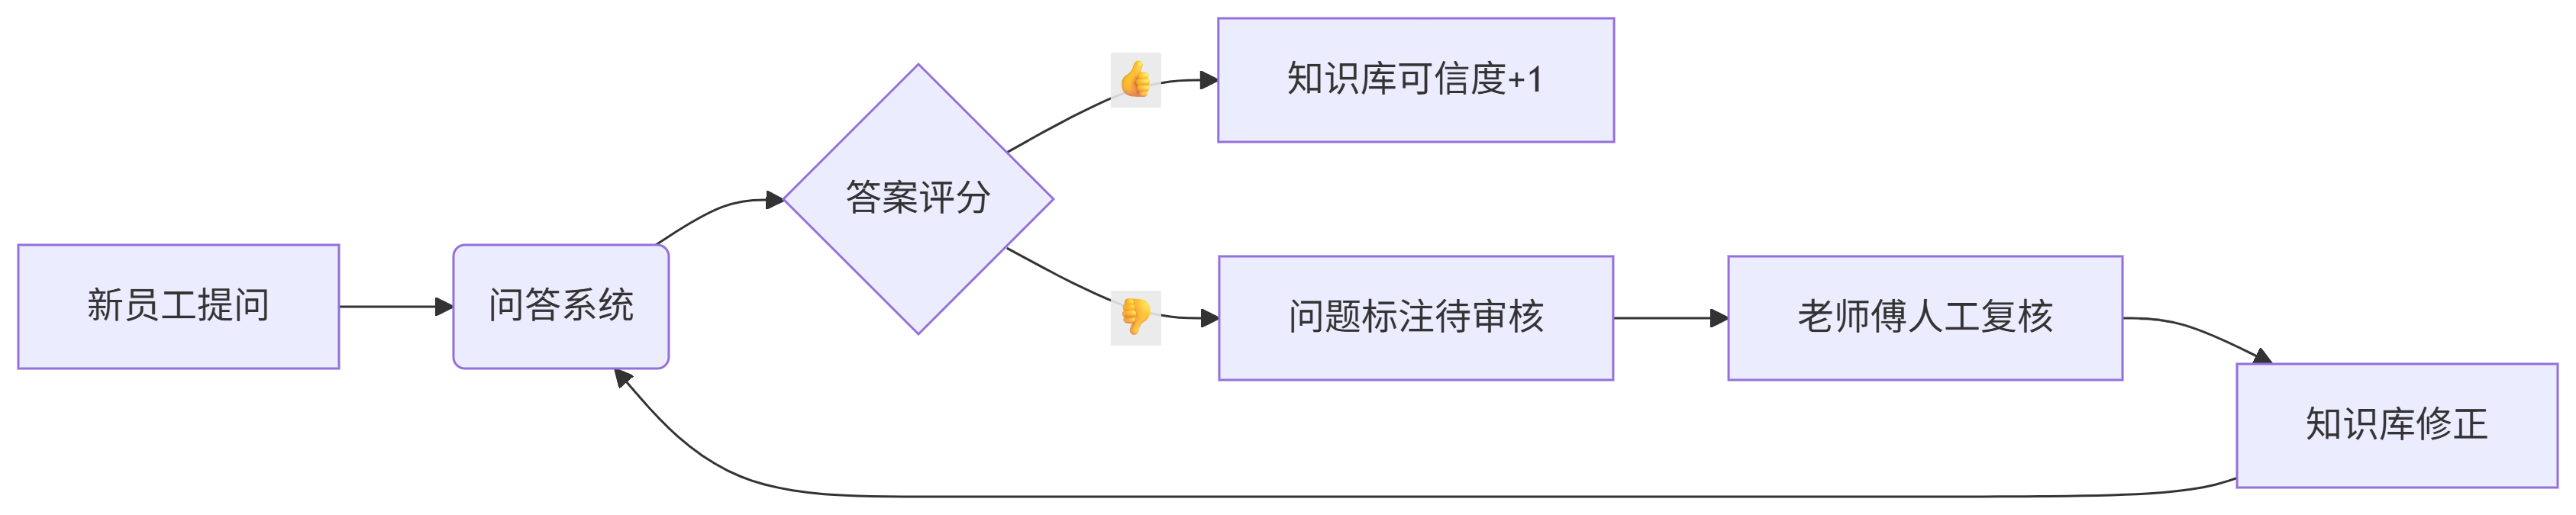 新员工提问
问答系统
答案评分
👍
知识库可信度+1
👎
问题标注待审核
老师傅人工复核
知识库修正